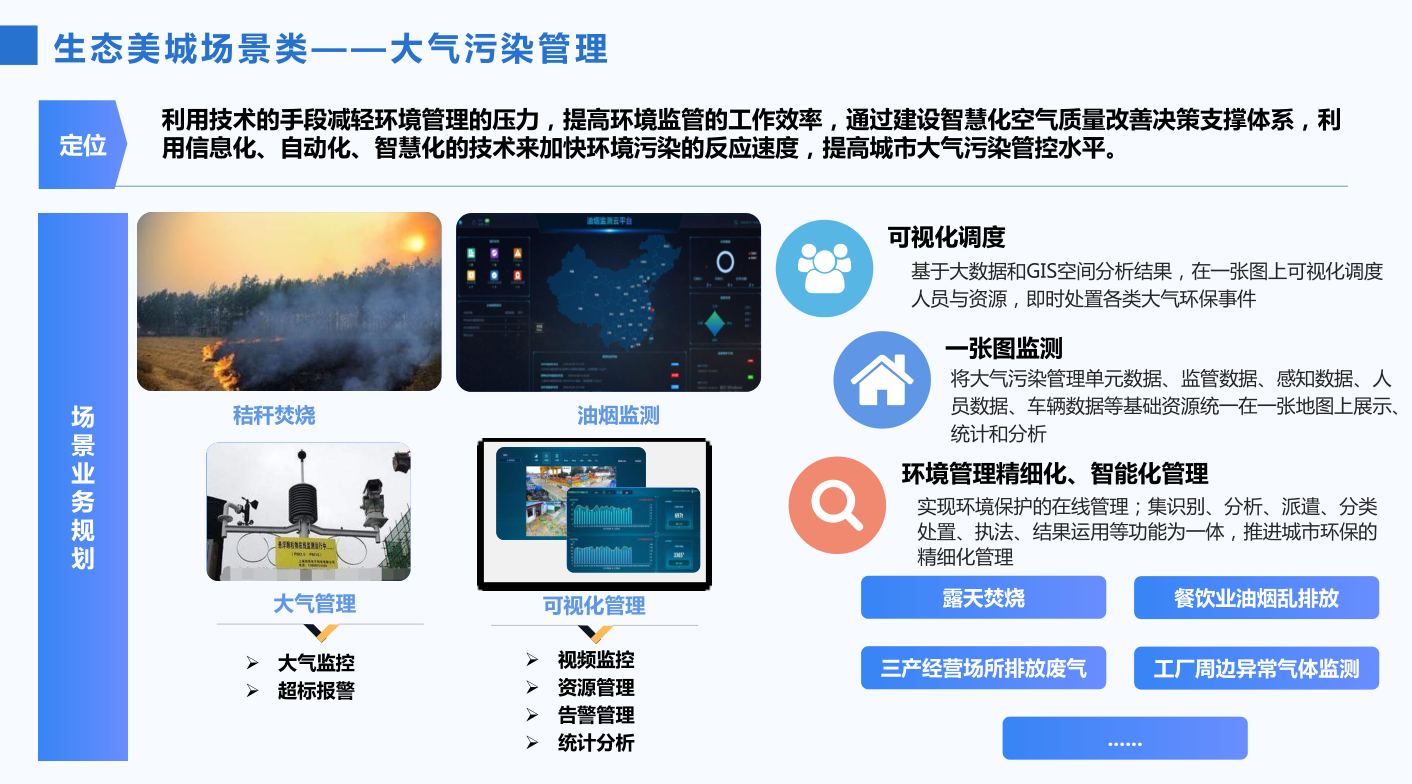 生态美城场景类——大气污染管理
定位
利用技术的手段减轻环境管理的压力，提高环境监管的工作效率，通过建设智慧化空气质量改善决策支撑体系，利
用信息化、自动化、智慧化的技术来加快环境污染的反应速度，提高城市大气污染管控水平。
场景业务规划
油烟监测云平台
秸秆焚烧
油烟监测
大气管理
➢ 大气监控
➢ 超标报警
可视化管理
➢ 视频监控
➢ 资源管理
➢ 告警管理
➢ 统计分析
可视化调度
基于大数据和GIS空间分析结果，在一张图上可视化调度
人员与资源，即时处置各类大气环保事件
一张图监测
将大气污染管理单元数据、监管数据、感知数据、人
员数据、车辆数据等基础资源统一在一张地图上展示、
统计和分析
环境管理精细化、智能化管理
实现环境保护的在线管理；集识别、分析、派遣、分类
处置、执法、结果运用等功能为一体，推进城市环保的
精细化管理
露天焚烧
餐饮业油烟乱排放
三产经营场所排放废气
工厂周边异常气体监测
......